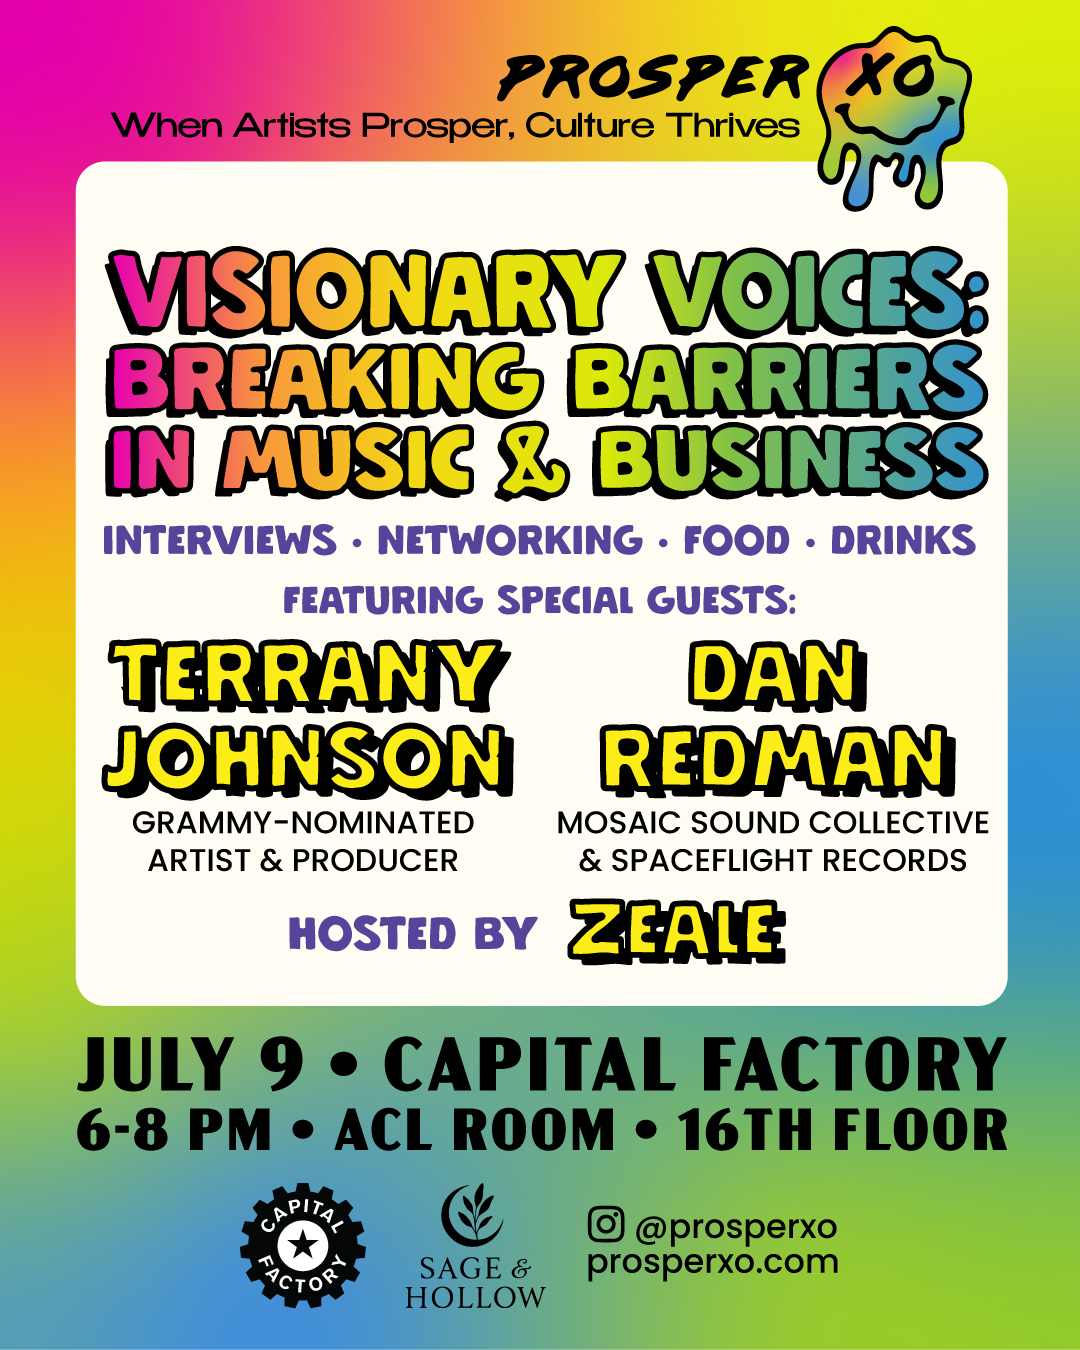 PROSPER XO
When Artists Prosper, Culture Thrives
VISIONARY VOICES:
BREAKING BARRIERS
IN MUSIC & BUSINESS
INTERVIEWS · NETWORKING · FOOD · DRINKS
FEATURING SPECIAL GUESTS:
TERRANY
JOHNSON
GRAMMY-NOMINATED
ARTIST & PRODUCER
DAN
REDMAN
MOSAIC SOUND COLLECTIVE
& SPACEFLIGHT RECORDS
HOSTED BY ZEALE
JULY 9 • CAPITAL FACTORY
6-8 PM • ACL ROOM • 16TH FLOOR
CAPITAL
FACTORY
SAGE &
HOLLOW
@prosperxo
prosperxo.com